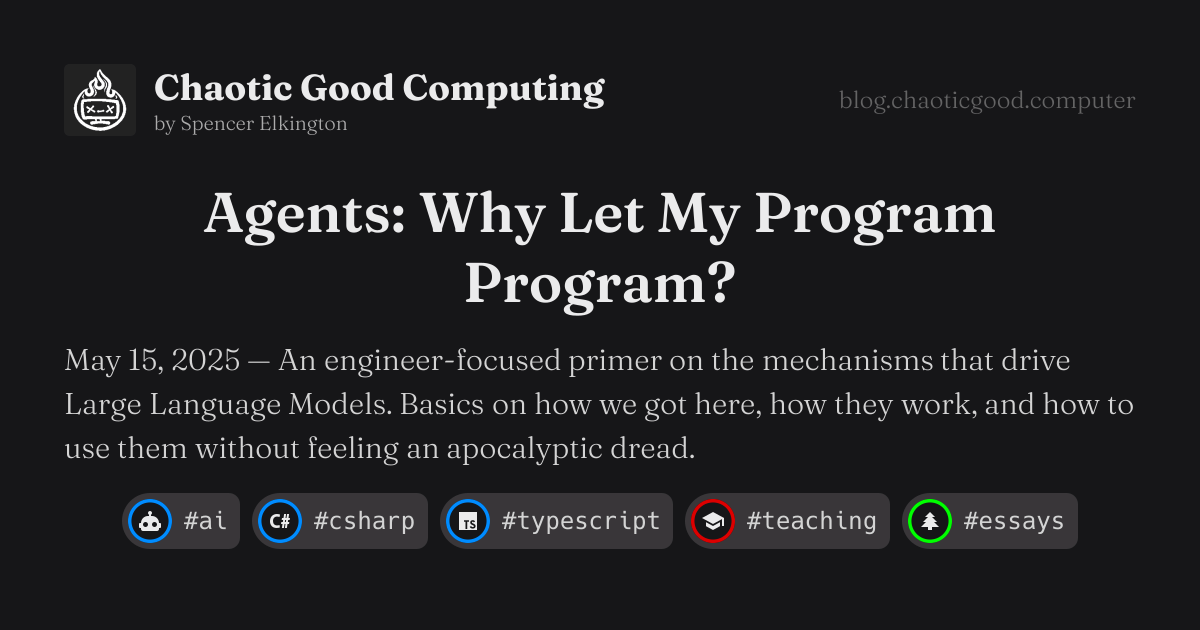 Chaotic Good Computing
by Spencer Elkington
blog.chaoticgood.computer
Agents: Why Let My Program
Program?
May 15, 2025 — An engineer-focused primer on the mechanisms that drive
Large Language Models. Basics on how we got here, how they work, and how to
use them without feeling an apocalyptic dread.
#ai
C# #csharp
TS #typescript
#teaching
#essays